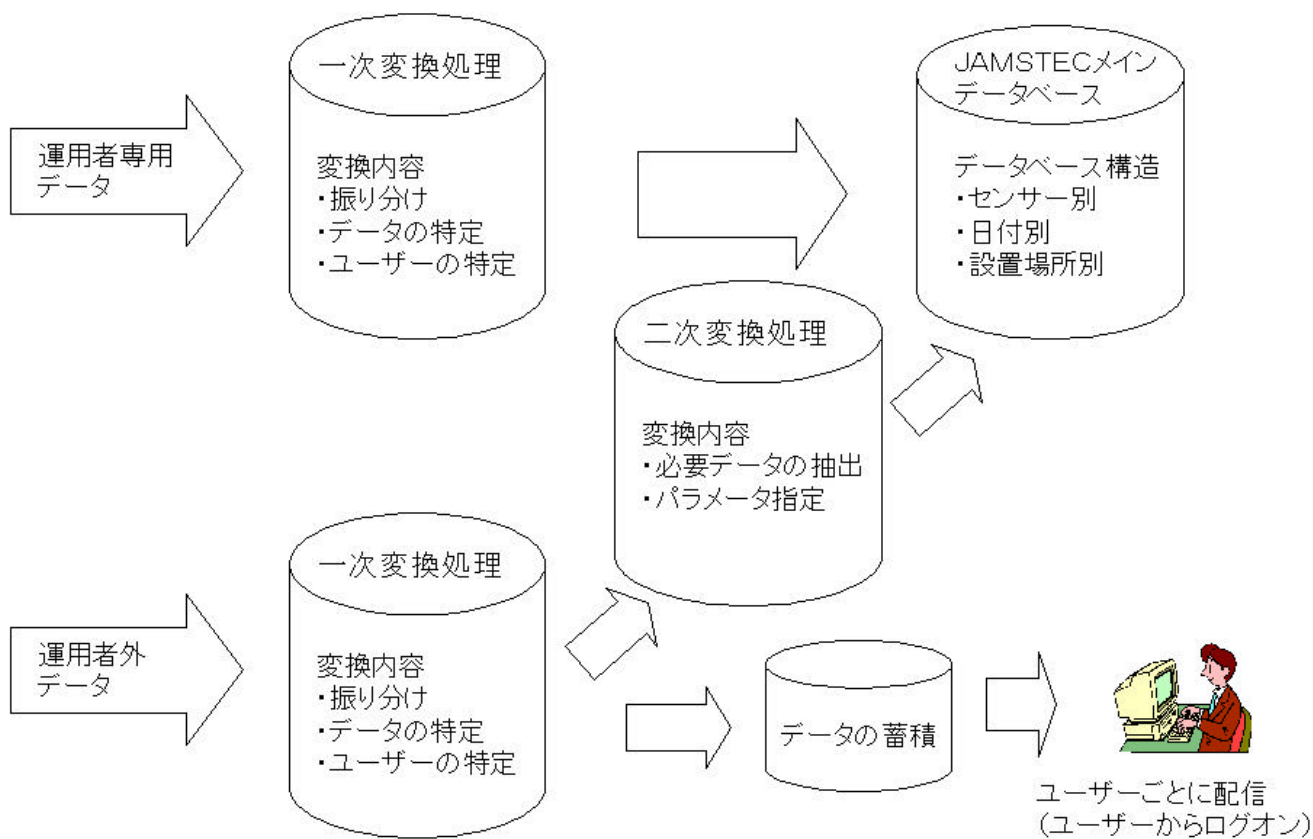 運用者専用
データ
一次変換処理
変換内容
・振り分け
・データの特定
・ユーザーの特定
JAMSTECメイン
データベース
データベース構造
・センサー別
・日付別
・設置場所別
二次変換処理
変換内容
・必要データの抽出
・パラメータ指定
運用者外
データ
一次変換処理
変換内容
・振り分け
・データの特定
・ユーザーの特定
データの蓄積
ユーザーごとに配信
(ユーザーからログオン)